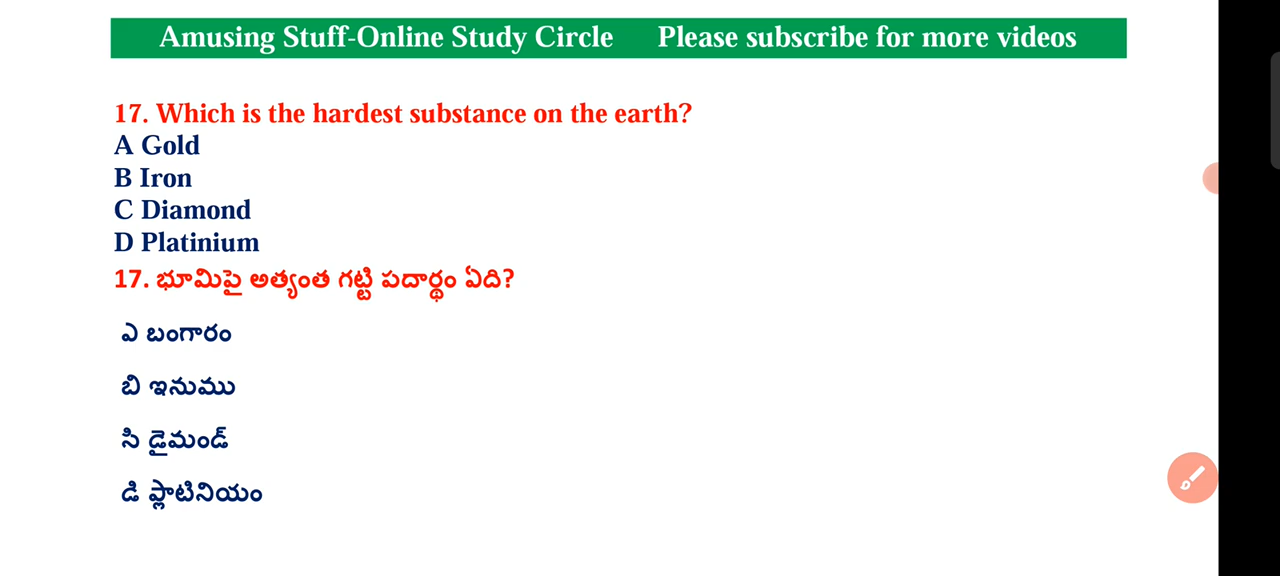 Amusing Stuff-Online Study Circle Please subscribe for more videos
17. Which is the hardest substance on the earth?
A Gold
B Iron
C Diamond
D Platinium
17. భూమిపై అత్యంత గట్టి పదార్థం ఏది?
ఎ బంగారం
బి ఇనుము
సి డైమండ్
డి ప్లాటినియం